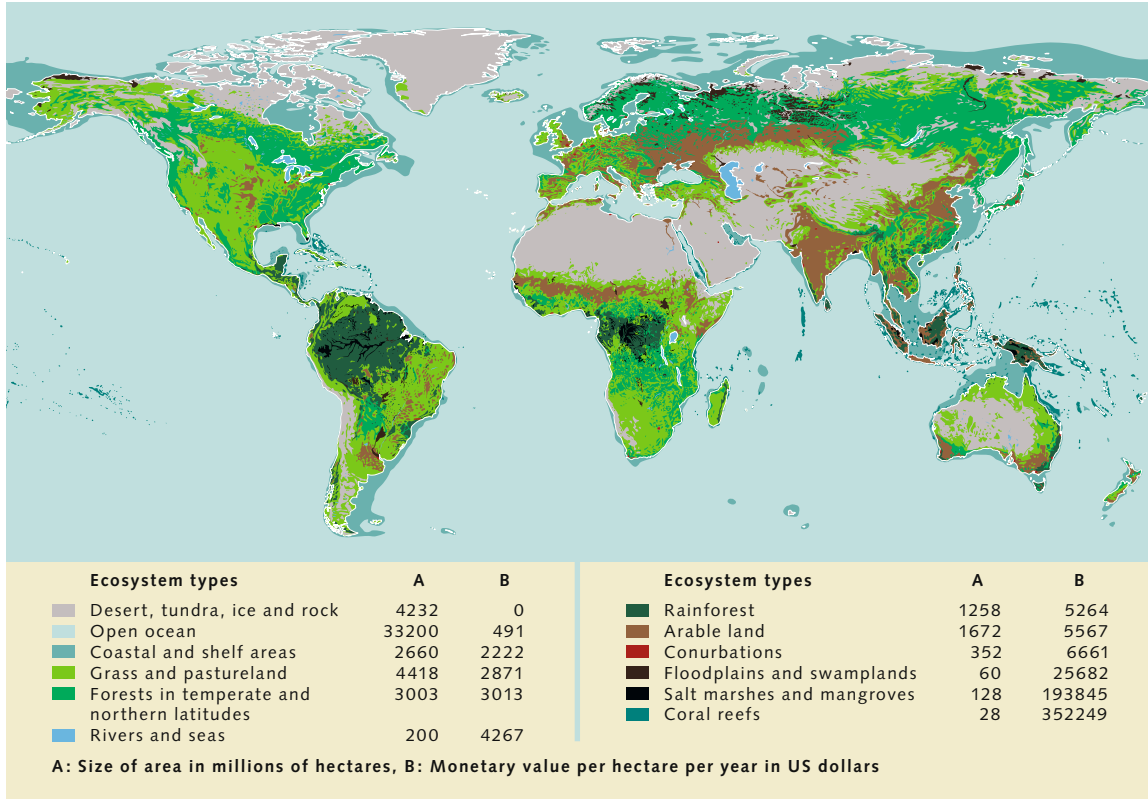 Ecosystem types A B
Desert, tundra, ice and rock 4232 0
Open ocean 33200 491
Coastal and shelf areas 2660 2222
Grass and pastureland 4418 2871
Forests in temperate and 3003 3013
northern latitudes
Rivers and seas 200 4267
Ecosystem types A B
Rainforest 1258 5264
Arable land 1672 5567
Conurbations 352 6661
Floodplains and swamplands 60 25682
Salt marshes and mangroves 128 193845
Coral reefs 28 352249
A: Size of area in millions of hectares, B: Monetary value per hectare per year in US dollars